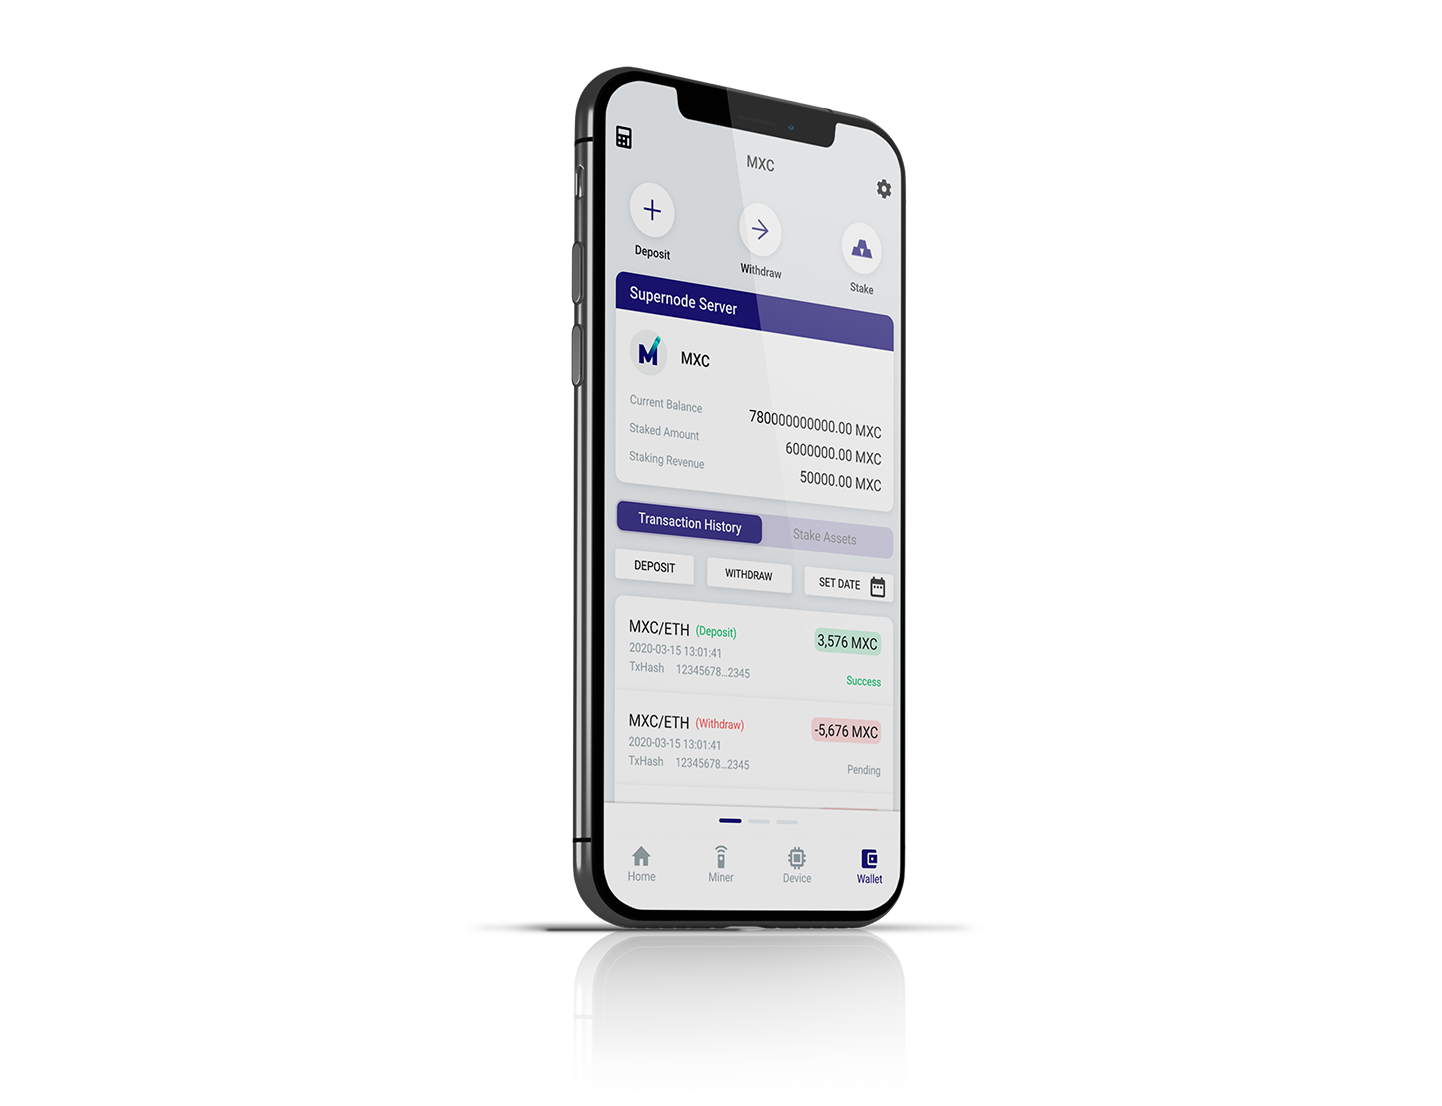 MXC
Deposit
Withdraw
Stake
Supernode Server
M MXC
Current Balance 780000000000.00 MXC
Staked Amount 6000000.00 MXC
Staking Revenue 50000.00 MXC
Transaction History Stake Assets
DEPOSIT WITHDRAW SET DATE
MXC/ETH (Deposit) 3,576 MXC
2020-03-15 13:01:41
TxHash 12345678...2345 Success
MXC/ETH (Withdraw) -5,676 MXC
2020-03-15 13:01:41
TxHash 12345678...2345 Pending
Home Miner Device Wallet